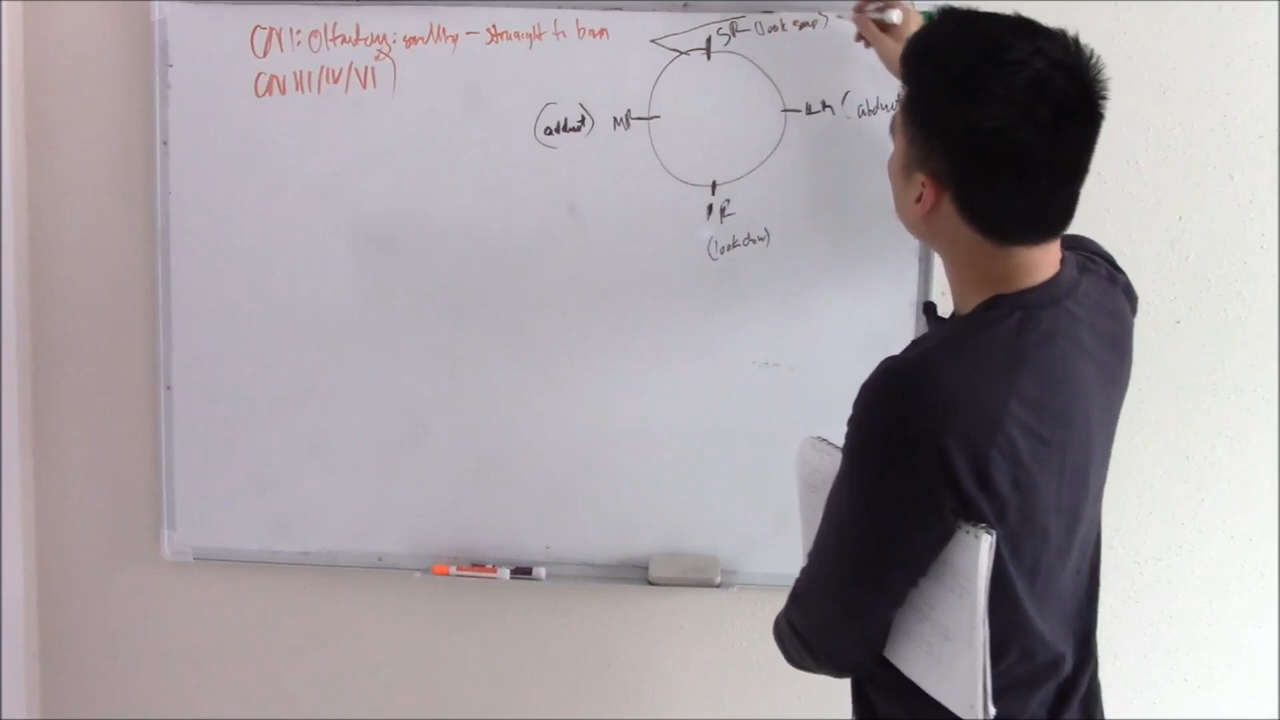 CN I: Olfactory: smelling - straight to brain
CN III/IV/VI
SR (looks up)
(adduct) MR
LR (abduct
IR
(look down)